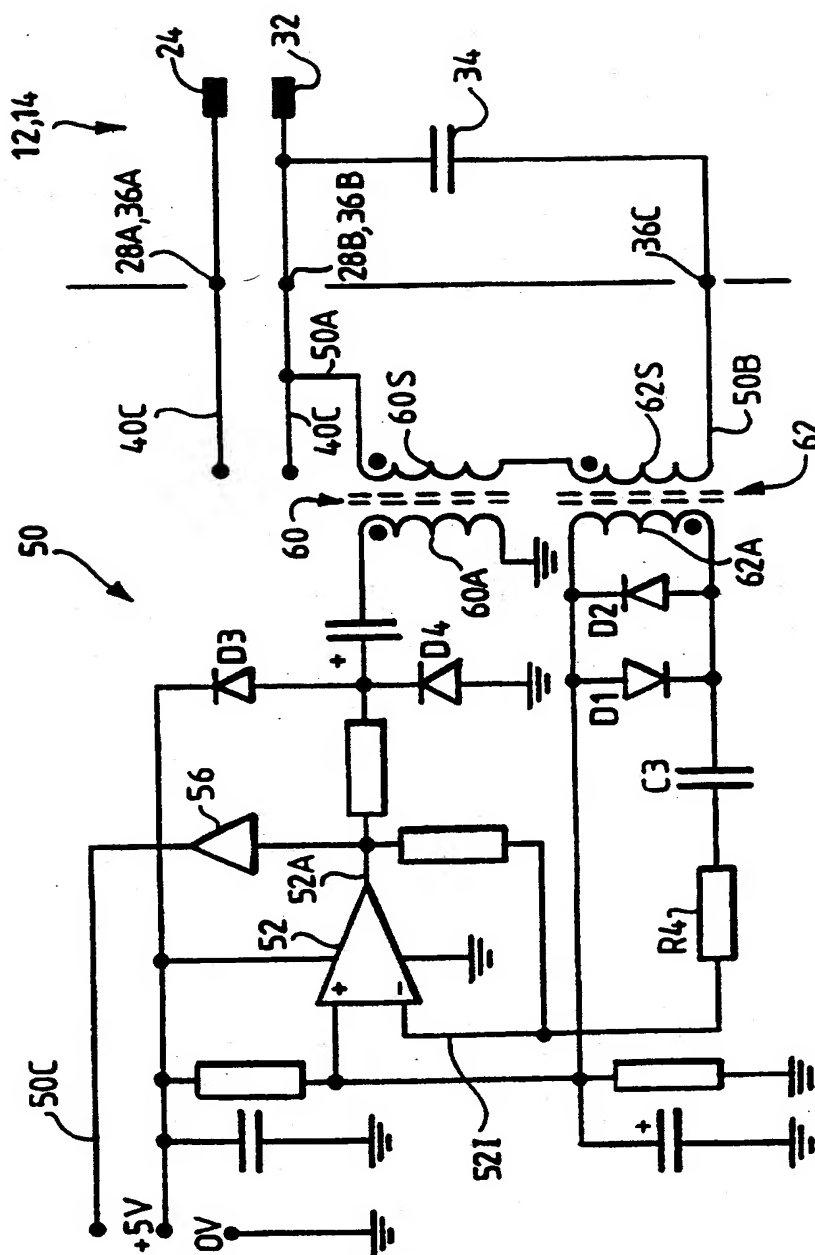 12,14
24
32
34
28A,36A
28B,36B
36C
40C
40C
50A
50B
60S
62S
60
62
60A
62A
50
D3
D4
D2
D1
+
56
52A
52
+
-
C3
R4
50C
52I
+
+5V
0V